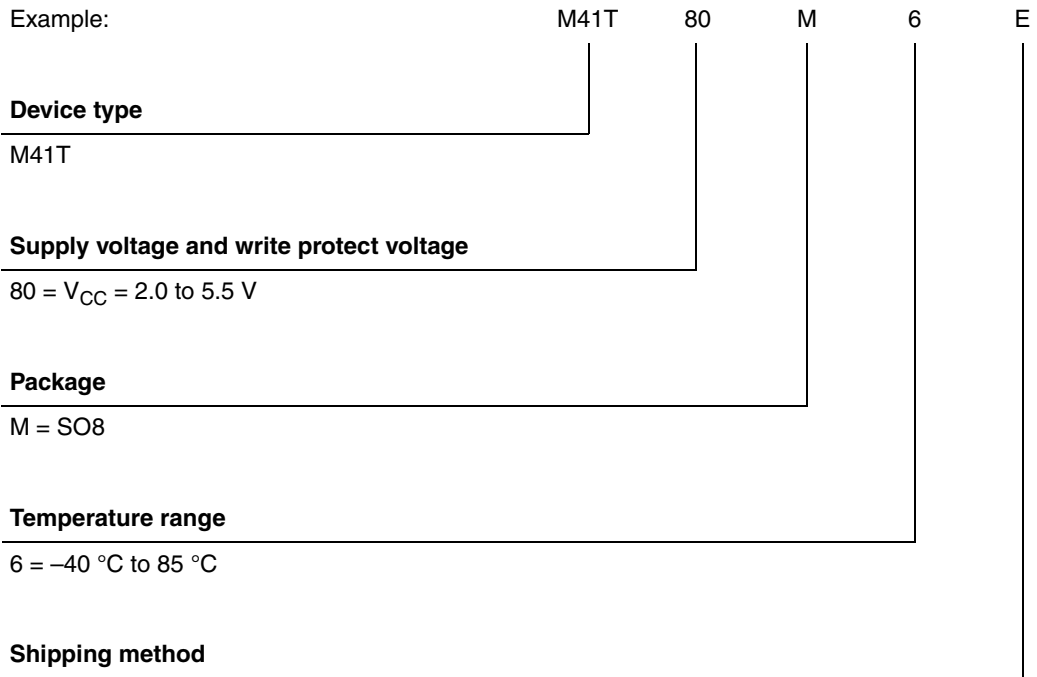 Example: M41T 80 M 6 E
Device type
M41T
Supply voltage and write protect voltage
80 = VCC = 2.0 to 5.5 V
Package
M = SO8
Temperature range
6 = –40 °C to 85 °C
Shipping method